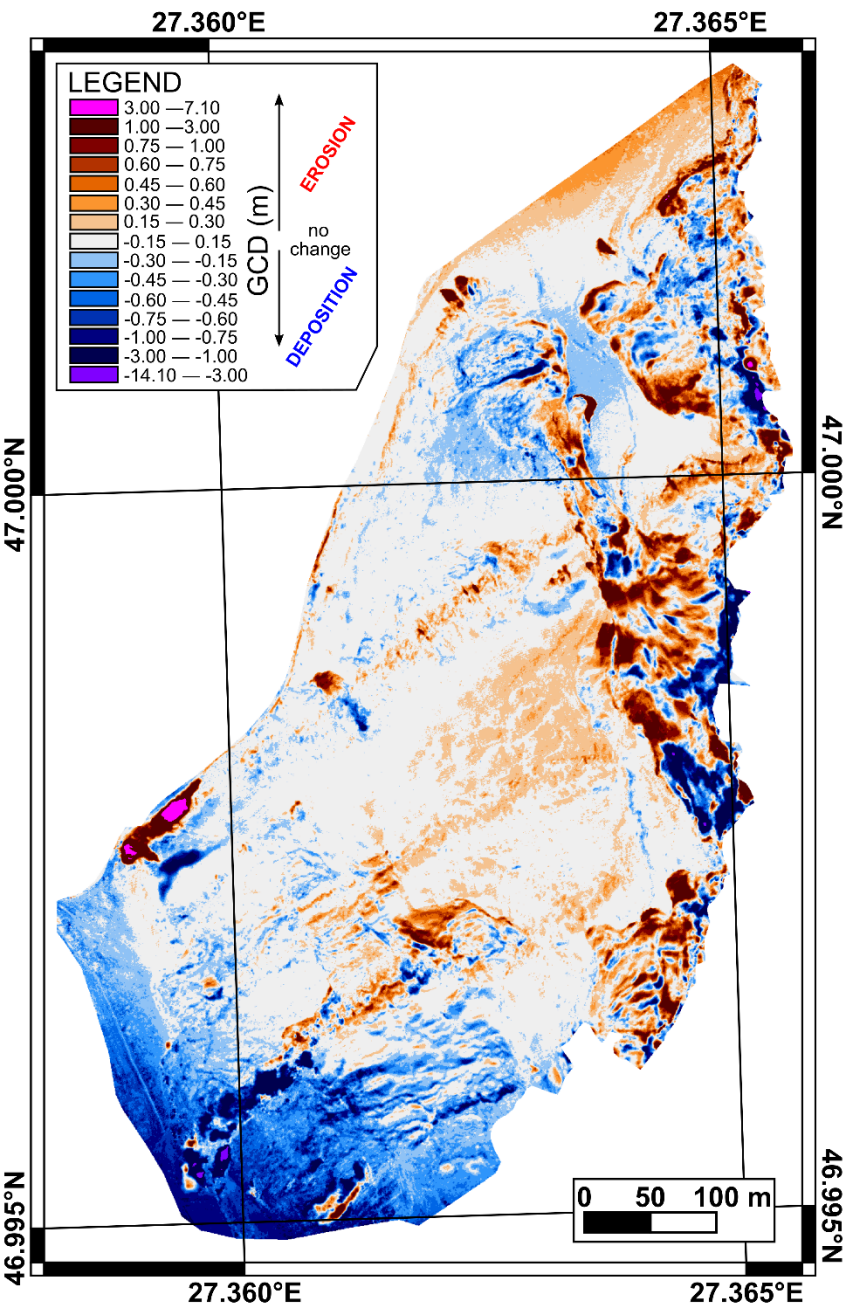 27.360°E 27.365°E
LEGEND
3.00 —7.10
1.00 —3.00
0.75 — 1.00
0.60 — 0.75
0.45 — 0.60
0.30 — 0.45
0.15 — 0.30
-0.15 — 0.15
-0.30 — -0.15
-0.45 — -0.30
-0.60 — -0.45
-0.75 — -0.60
-1.00 — -0.75
-3.00 — -1.00
-14.10 — -3.00
GCD (m)
EROSION
no
change
DEPOSITION
47.000°N
47.000°N
46.995°N
46.995°N
0 50 100 m
27.360°E 27.365°E